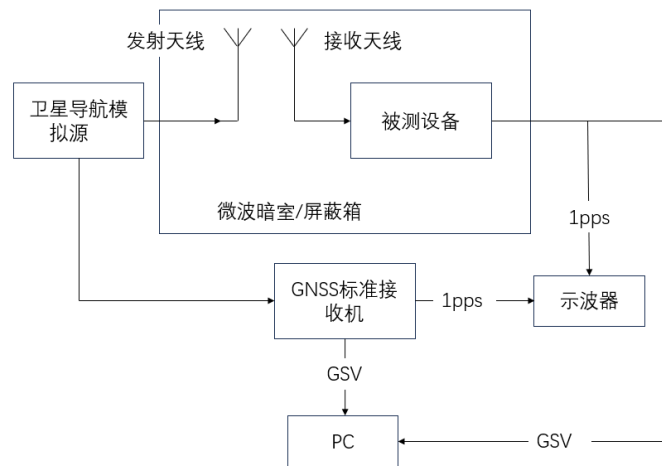 发射天线
接收天线
卫星导航模
拟源
被测设备
微波暗室/屏蔽箱
1pps
GNSS标准接
收机
1pps
示波器
GSV
PC
GSV